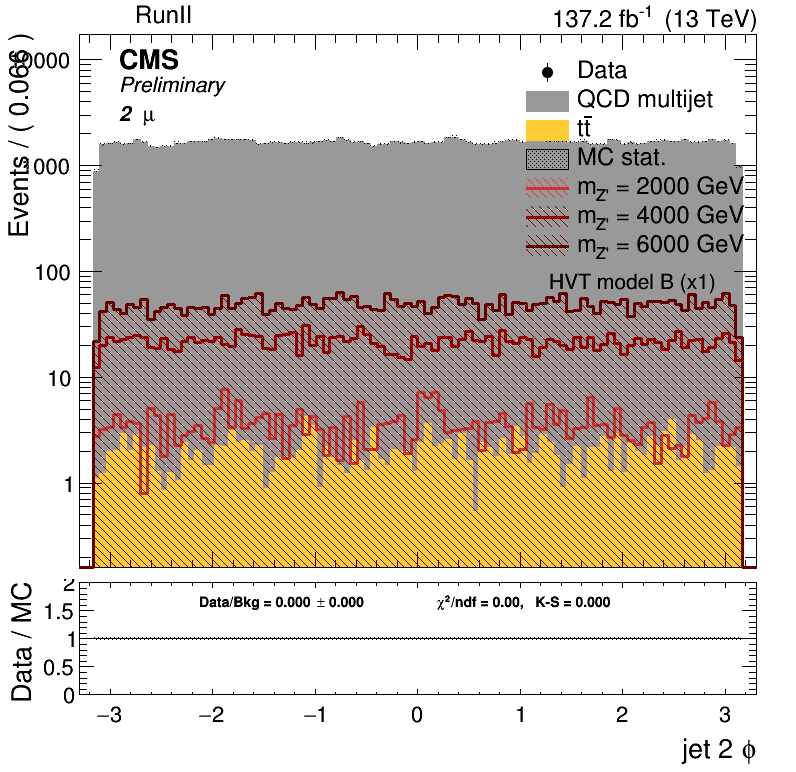 RunII 137.2 fb⁻¹ (13 TeV)
Events / ( 0.066 )
CMS
Preliminary
2 μ
Data
QCD multijet
tt̅
MC stat.
m_Z' = 2000 GeV
m_Z' = 4000 GeV
m_Z' = 6000 GeV
HVT model B (x1)
0000
000
100
10
1
Data / MC
2
1.5
1
0.5
0
Data/Bkg = 0.000 ± 0.000 χ²/ndf = 0.00, K-S = 0.000
−3 −2 −1 0 1 2 3
jet 2 ϕ